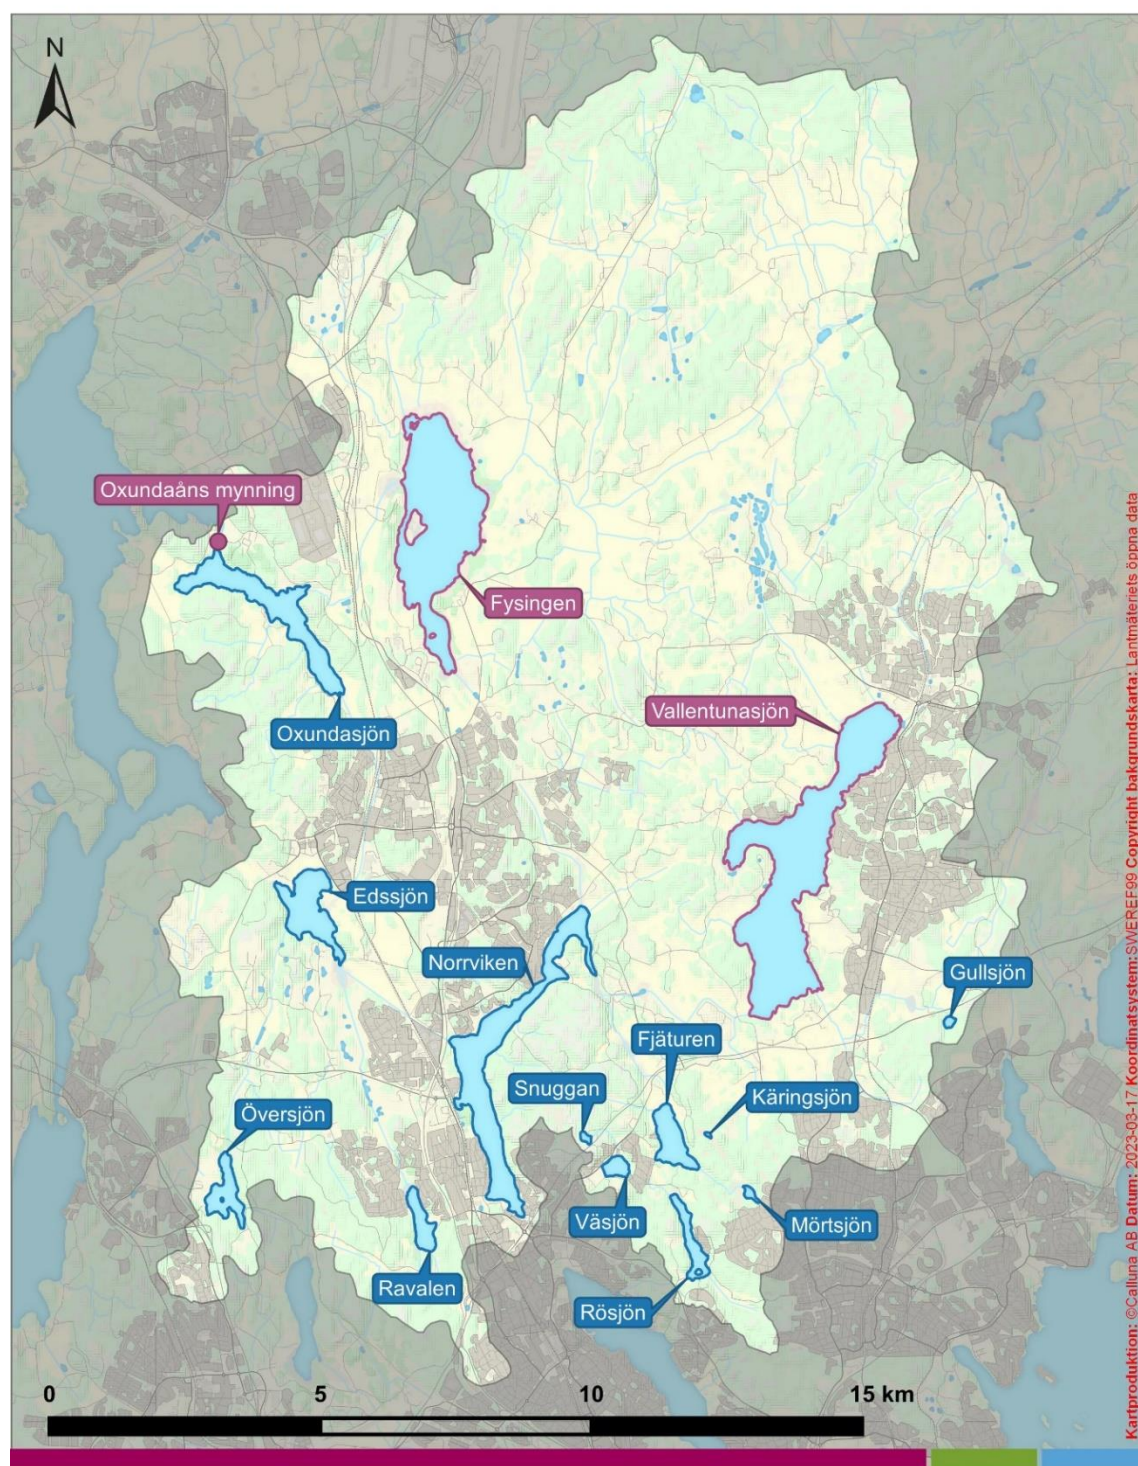 N
Oxundaåns mynning
Fysingen
Vallentunasjön
Oxundasjön
Edssjön
Norrviken
Gullsjön
Fjäturen
Snuggan
Käringsjön
Översjön
Väsjön
Mörtsjön
Ravalen
Rösjön
0 5 10 15 km
Kartproduktion: ©Calluna AB Datum: 2023-03-17 Koordinatsystem: SWEREF99 Copyright bakgrundskarta: Lantmäteriets öppna data